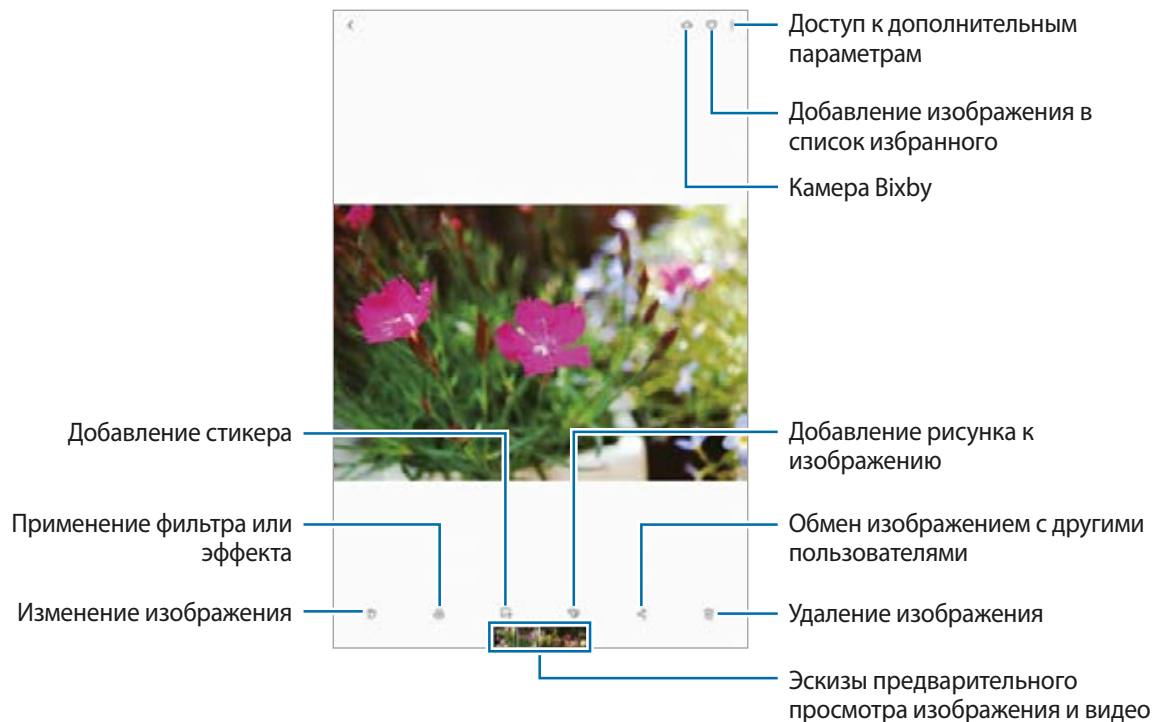 Доступ к дополнительным
параметрам
Добавление изображения в
список избранного
Камера Bixby
Добавление стикера
Добавление рисунка к
изображению
Применение фильтра или
эффекта
Обмен изображением с другими
пользователями
Изменение изображения
Удаление изображения
Эскизы предварительного
просмотра изображения и видео